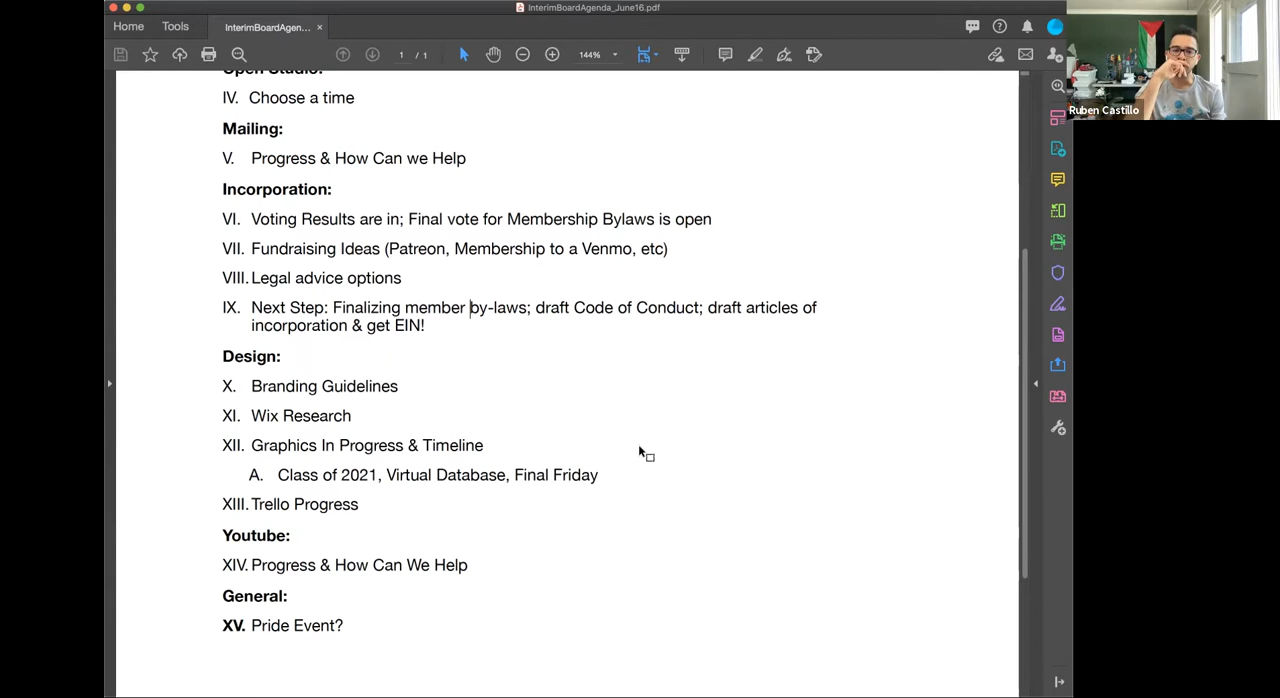 InterimBoardAgenda_June16.pdf
Home
Tools
InterimBoardAgen... ×
1 / 1
144%
Ruben Castillo
Open Studio:
IV. Choose a time
Mailing:
V. Progress & How Can we Help
Incorporation:
VI. Voting Results are in; Final vote for Membership Bylaws is open
VII. Fundraising Ideas (Patreon, Membership to a Venmo, etc)
VIII. Legal advice options
IX. Next Step: Finalizing member by-laws; draft Code of Conduct; draft articles of
incorporation & get EIN!
Design:
X. Branding Guidelines
XI. Wix Research
XII. Graphics In Progress & Timeline
A. Class of 2021, Virtual Database, Final Friday
XIII. Trello Progress
Youtube:
XIV. Progress & How Can We Help
General:
XV. Pride Event?